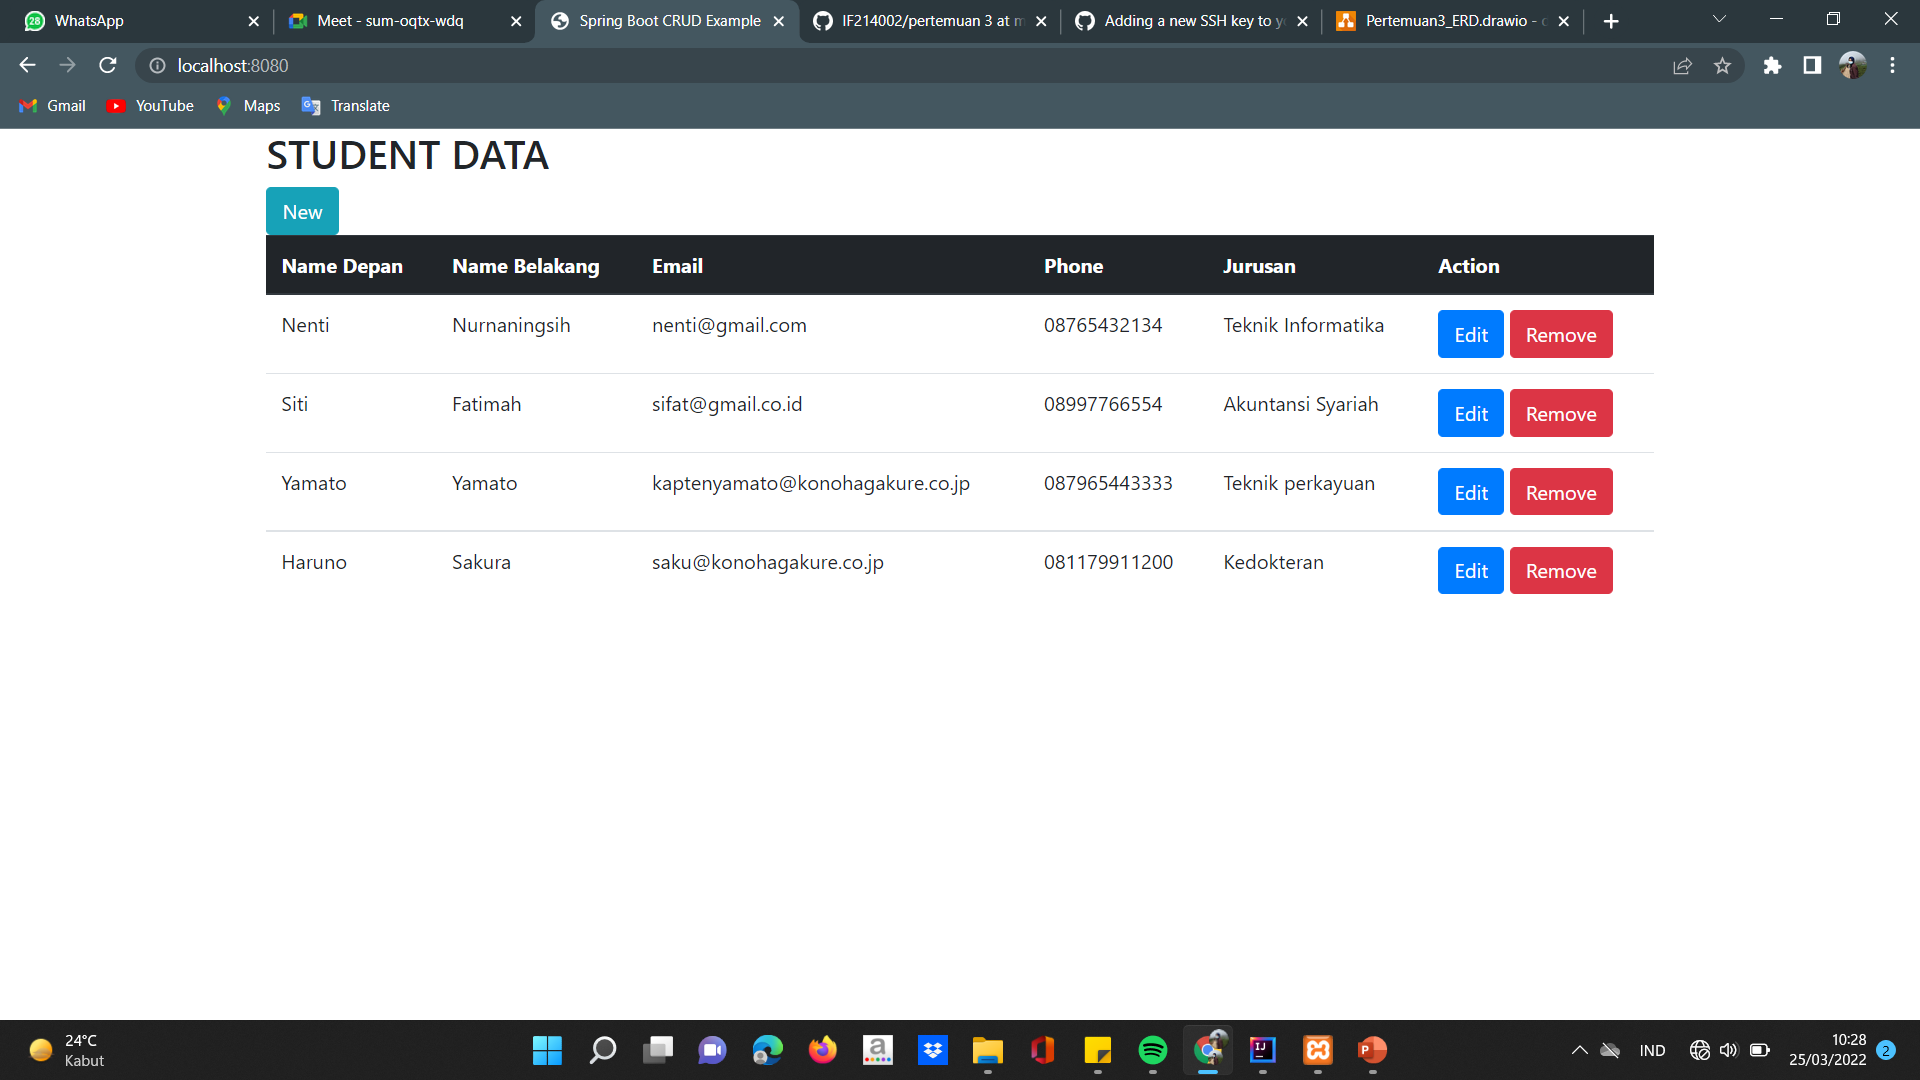 28 WhatsApp
Meet - sum-oqtx-wdq
Spring Boot CRUD Example
IF214002/pertemuan 3 at m
Adding a new SSH key to yo
Pertemuan3_ERD.drawio - d
localhost:8080
Gmail YouTube Maps Translate
STUDENT DATA
New
Name Depan Name Belakang Email Phone Jurusan Action
Nenti Nurnaningsih nenti@gmail.com 08765432134 Teknik Informatika Edit Remove
Siti Fatimah sifat@gmail.co.id 08997766554 Akuntansi Syariah Edit Remove
Yamato Yamato kaptenyamato@konohagakure.co.jp 087965443333 Teknik perkayuan Edit Remove
Haruno Sakura saku@konohagakure.co.jp 081179911200 Kedokteran Edit Remove
24°C
Kabut
a
IJ
P
IND
10:28
25/03/2022
2